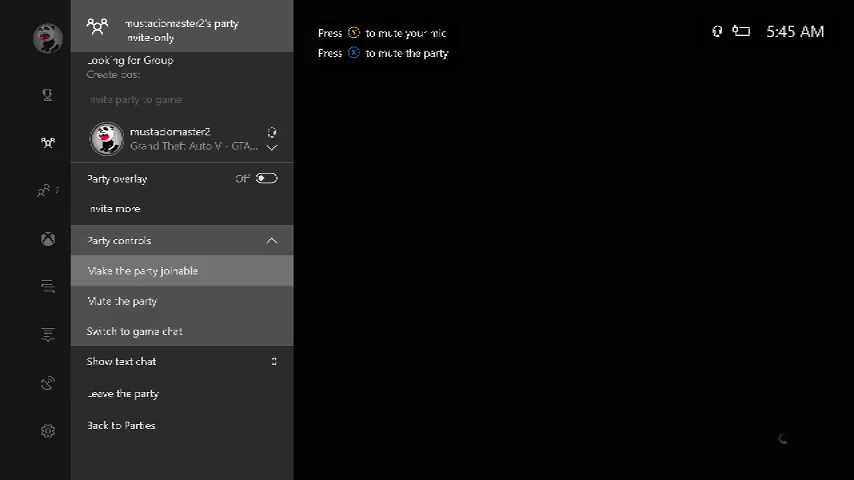 mustaciomaster2's party
Invite-only
Looking for Group
Create post
Invite party to game
mustaciomaster2
Grand Theft Auto V - GTA...
Party overlay
Off
Invite more
Party controls
Make the party joinable
Mute the party
Switch to game chat
Show text chat
Leave the party
Back to Parties
Press Y to mute your mic
Press X to mute the party
5:45 AM